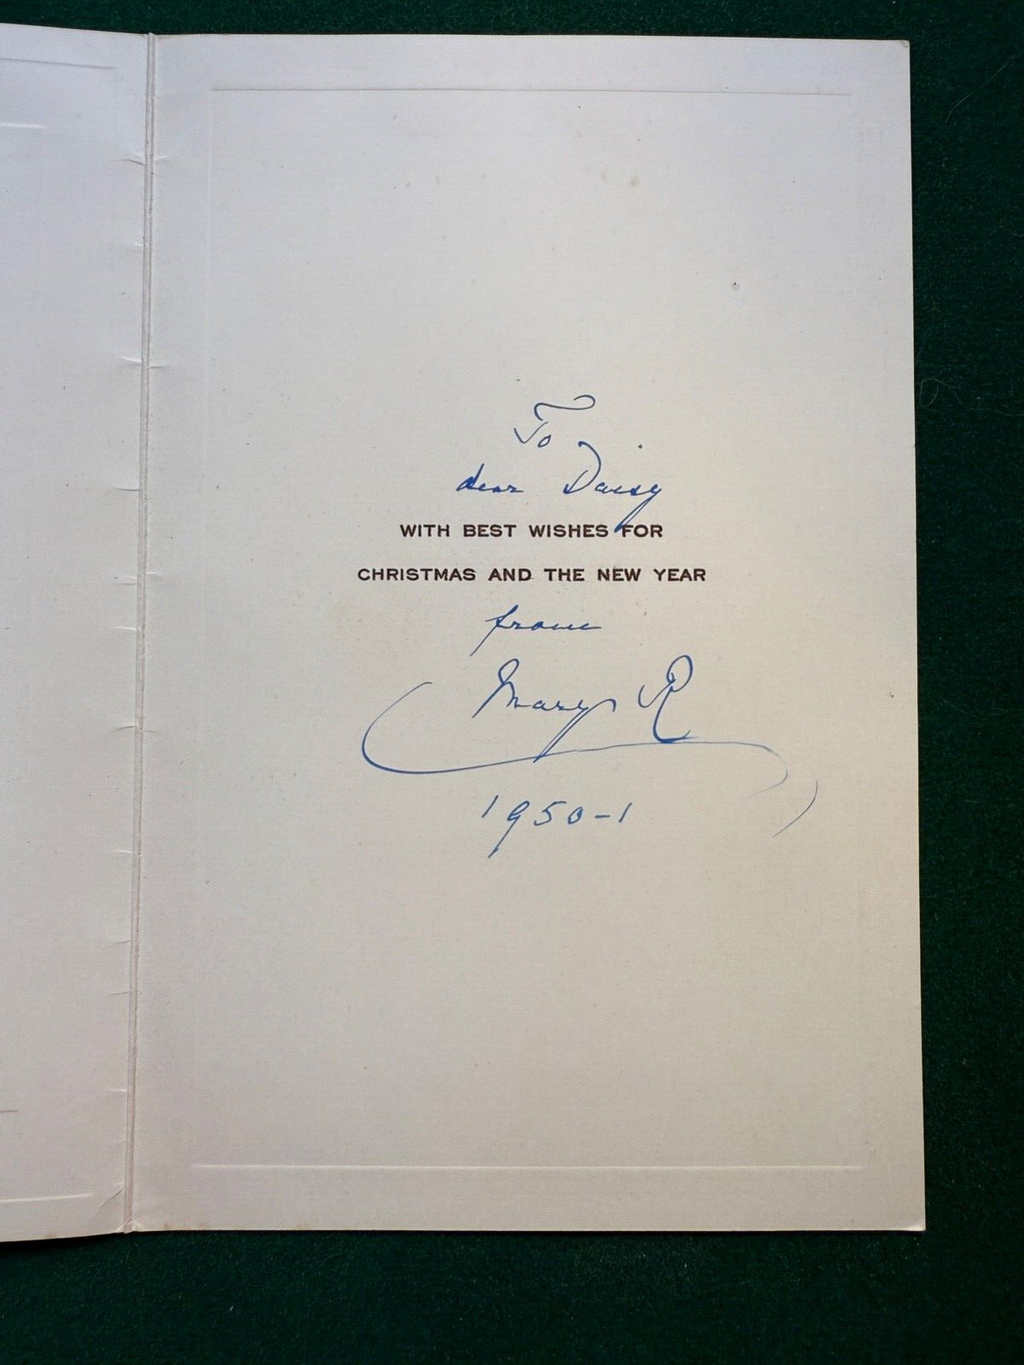 To
dear Daisy
WITH BEST WISHES FOR
CHRISTMAS AND THE NEW YEAR
from
Mary R
1950-1